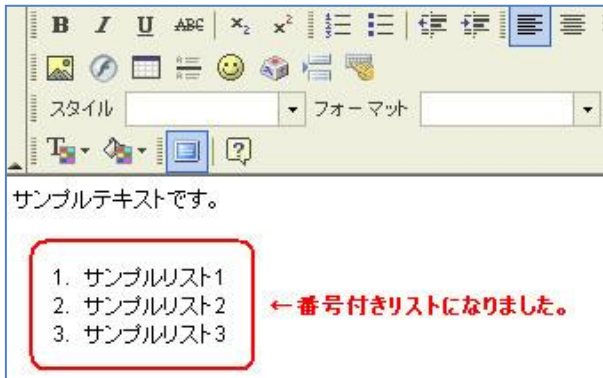 B I U ABC x₂ x²
スタイル フォーマット
サンプルテキストです。
1. サンプルリスト1
2. サンプルリスト2 ←番号付きリストになりました。
3. サンプルリスト3